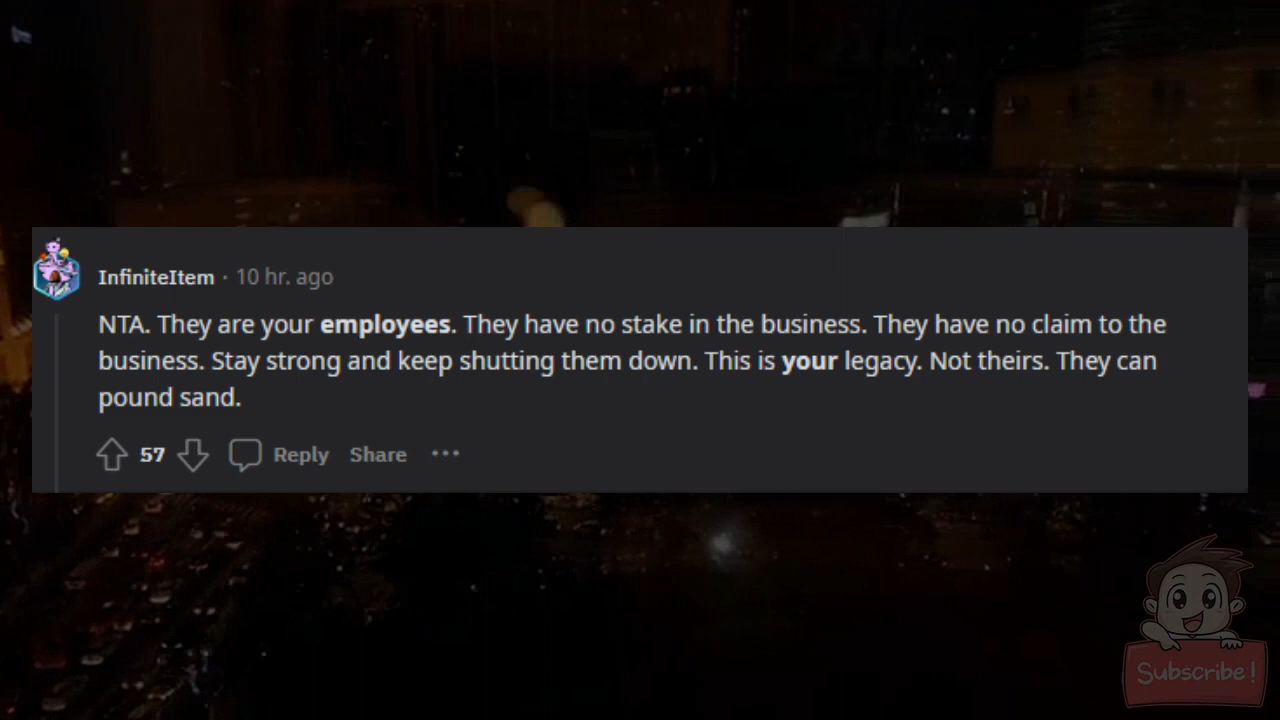 InfiniteItem · 10 hr. ago
NTA. They are your employees. They have no stake in the business. They have no claim to the
business. Stay strong and keep shutting them down. This is your legacy. Not theirs. They can
pound sand.
57 Reply Share ···
Subscribe!